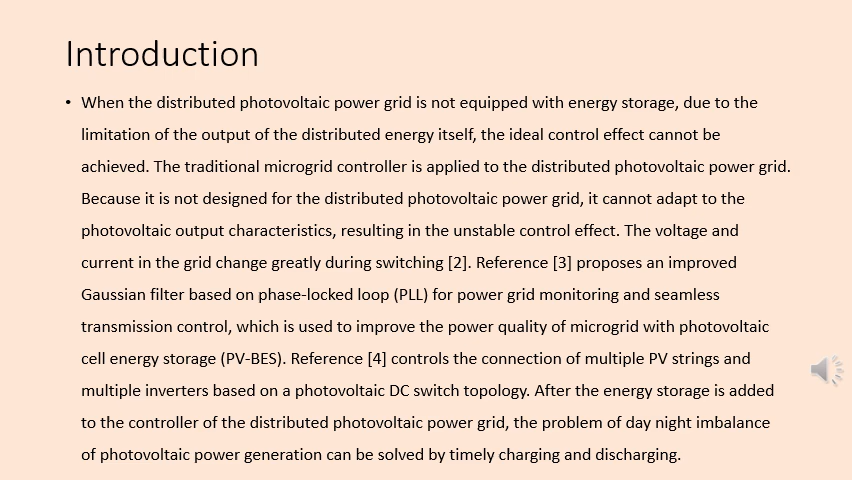 Introduction
• When the distributed photovoltaic power grid is not equipped with energy storage, due to the
limitation of the output of the distributed energy itself, the ideal control effect cannot be
achieved. The traditional microgrid controller is applied to the distributed photovoltaic power grid.
Because it is not designed for the distributed photovoltaic power grid, it cannot adapt to the
photovoltaic output characteristics, resulting in the unstable control effect. The voltage and
current in the grid change greatly during switching [2]. Reference [3] proposes an improved
Gaussian filter based on phase-locked loop (PLL) for power grid monitoring and seamless
transmission control, which is used to improve the power quality of microgrid with photovoltaic
cell energy storage (PV-BES). Reference [4] controls the connection of multiple PV strings and
multiple inverters based on a photovoltaic DC switch topology. After the energy storage is added
to the controller of the distributed photovoltaic power grid, the problem of day night imbalance
of photovoltaic power generation can be solved by timely charging and discharging.